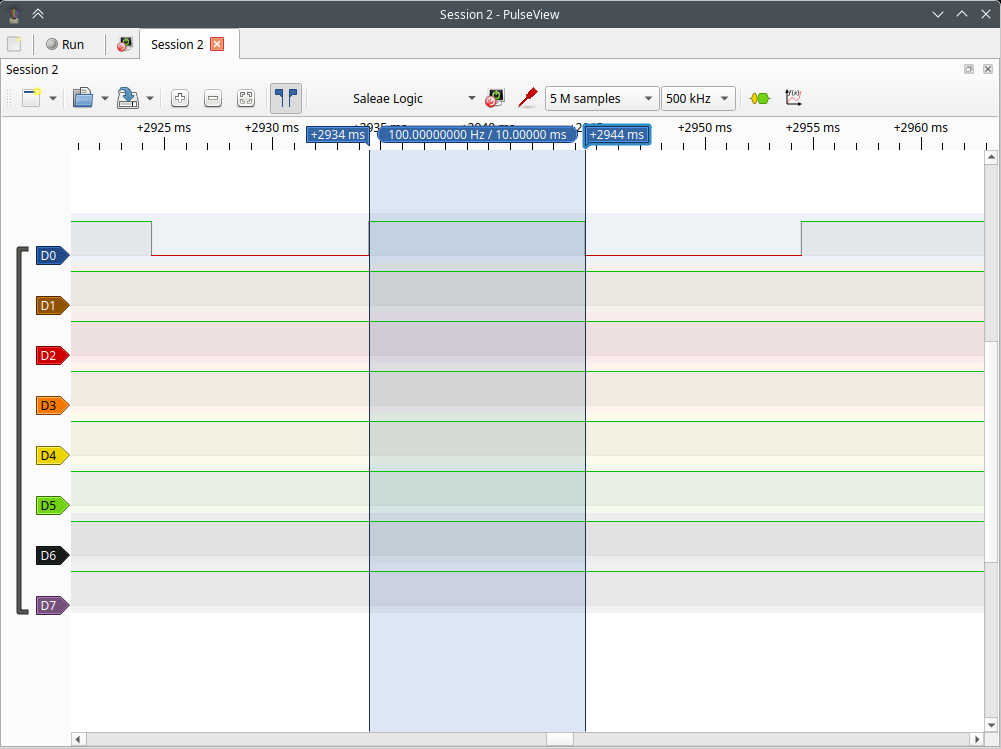 Session 2 - PulseView
Run
Session 2
Session 2
Saleae Logic
5 M samples
500 kHz
+2925 ms
+2930 ms
+2950 ms
+2955 ms
+2960 ms
+2934 ms
100.00000000 Hz / 10.00000 ms
+2944 ms
D0
D1
D2
D3
D4
D5
D6
D7